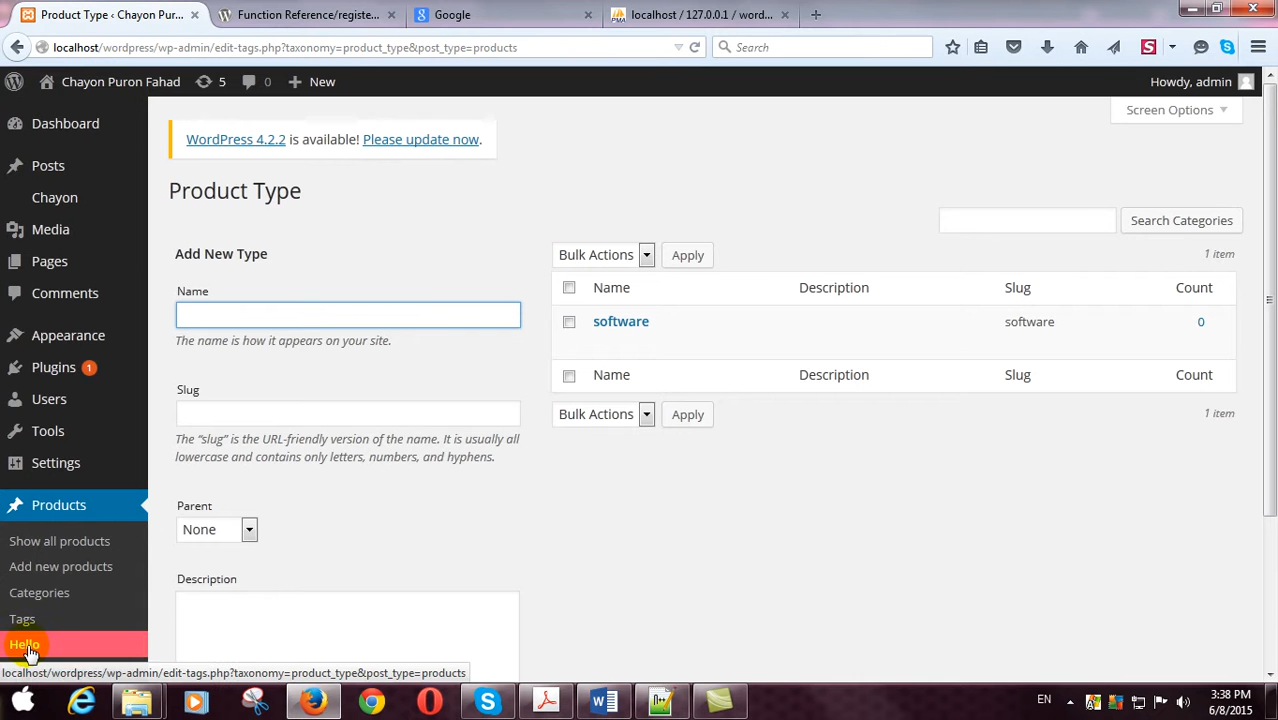 Product Type ‹ Chayon Pur... ×
Function Reference/registe... ×
Google ×
localhost / 127.0.0.1 / word... ×
localhost/wordpress/wp-admin/edit-tags.php?taxonomy=product_type&post_type=products
Search
Chayon Puron Fahad 5 0 + New
Howdy, admin
Screen Options
Dashboard
Posts
Chayon
Media
Pages
Comments
Appearance
Plugins 1
Users
Tools
Settings
Products
Show all products
Add new products
Categories
Tags
Hello
WordPress 4.2.2 is available! Please update now.
Product Type
Search Categories
Add New Type
Name
The name is how it appears on your site.
Slug
The “slug” is the URL-friendly version of the name. It is usually all
lowercase and contains only letters, numbers, and hyphens.
Parent
None
Description
Bulk Actions Apply 1 item
Name Description Slug Count
software software 0
Name Description Slug Count
Bulk Actions Apply 1 item
localhost/wordpress/wp-admin/edit-tags.php?taxonomy=product_type&post_type=products
EN
3:38 PM
6/8/2015